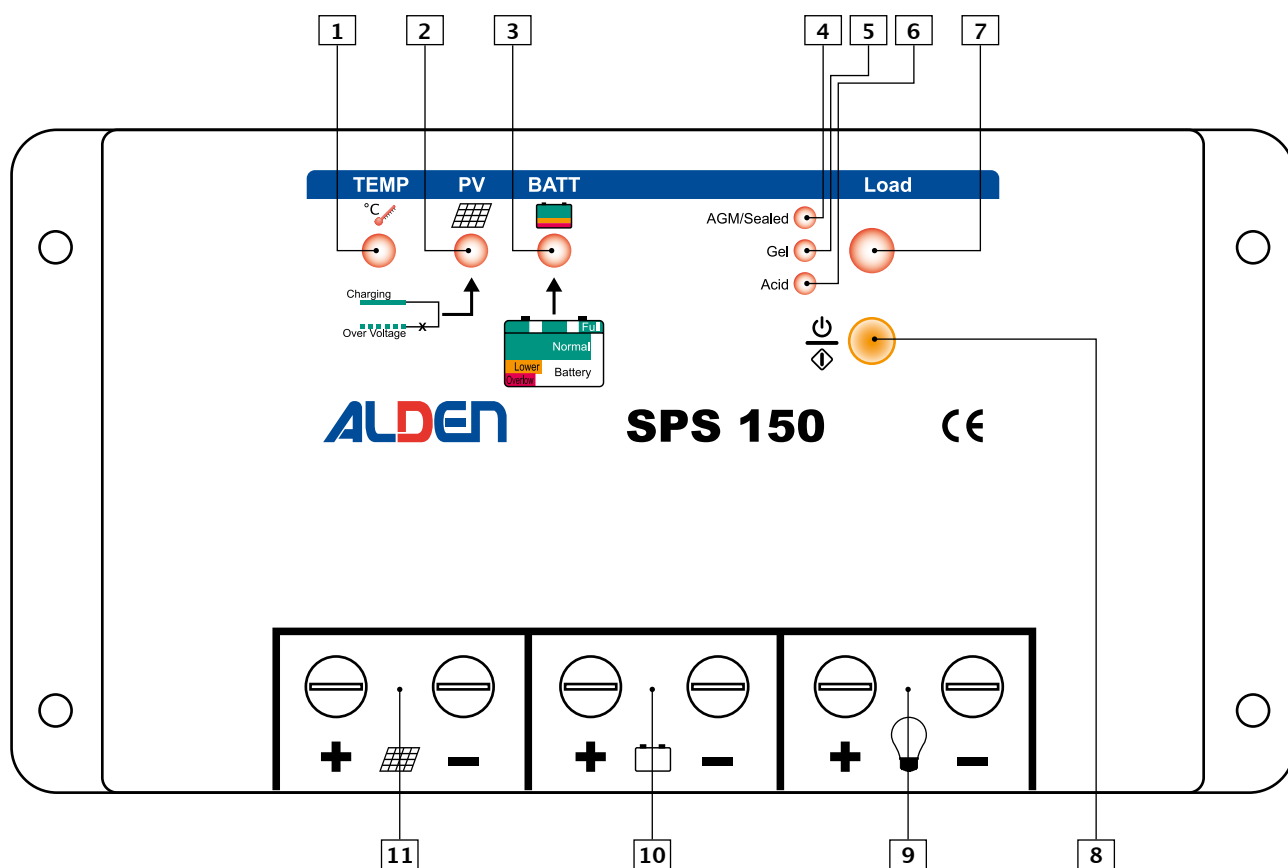 1 2 3 4 5 6 7
TEMP PV BATT Load
°C
AGM/Sealed
Gel
Acid
Charging
Over Voltage x
Full
Normal
Lower
Overlow
Battery
ALDEN SPS 150 CE
+ - + - + -
11 10 9 8